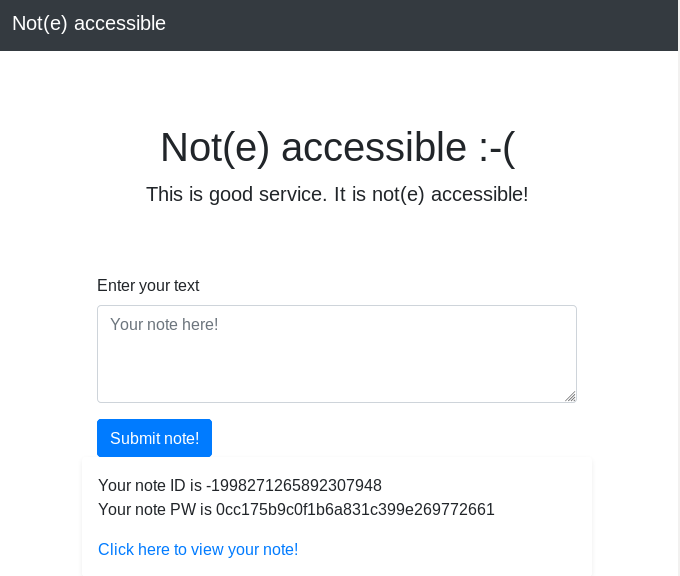 Not(e) accessible
Not(e) accessible :-(
This is good service. It is not(e) accessible!
Enter your text
Your note here!
Submit note!
Your note ID is -1998271265892307948
Your note PW is 0cc175b9c0f1b6a831c399e269772661
Click here to view your note!